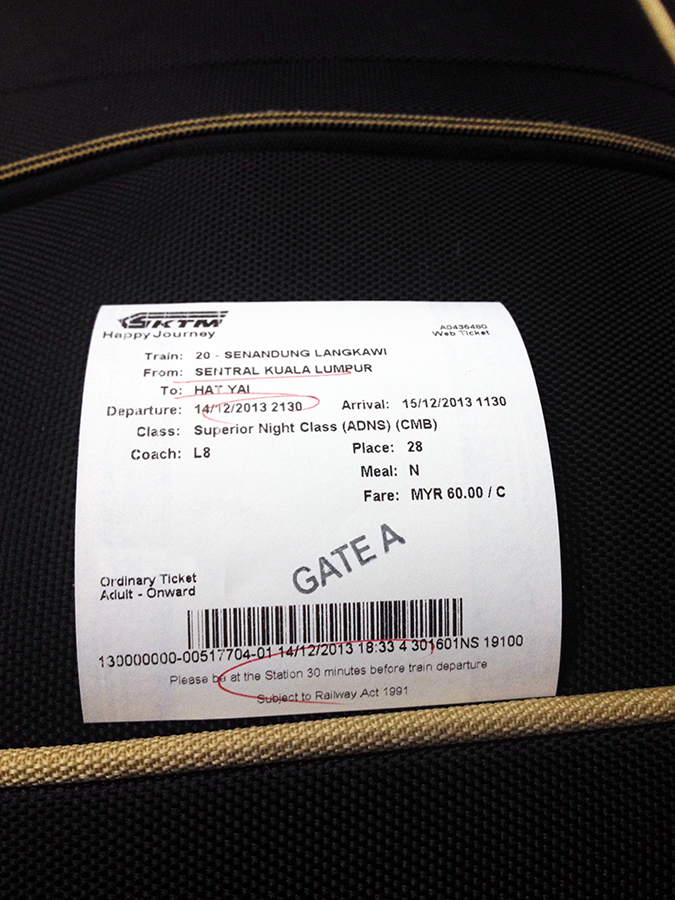 KTM
Happy Journey
A0436480
Web Ticket
Train: 20 - SENANDUNG LANGKAWI
From: SENTRAL KUALA LUMPUR
To: HAT YAI
Departure: 14/12/2013 2130 Arrival: 15/12/2013 1130
Class: Superior Night Class (ADNS) (CMB)
Coach: L8 Place: 28
Meal: N
Fare: MYR 60.00 / C
GATE A
Ordinary Ticket
Adult - Onward
130000000-00517704-01 14/12/2013 18:33 4 301601NS 19100
Please be at the Station 30 minutes before train departure
Subject to Railway Act 1991